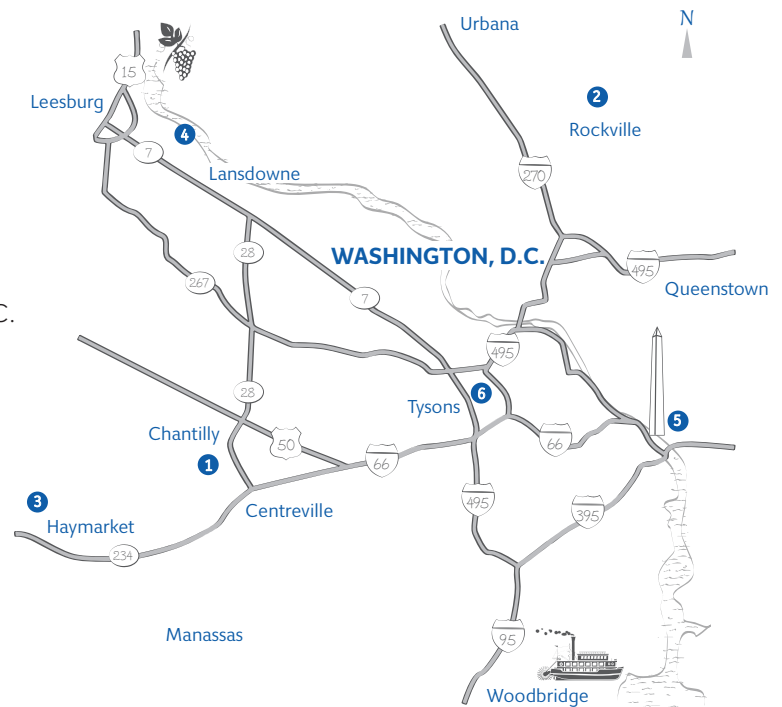 Urbana
N
15
2
Leesburg
Rockville
4
7
Lansdowne
270
WASHINGTON, D.C.
28
495
267
Queenstown
7
C.
495
28
6
Tysons
5
Chantilly
50
66
66
1
3
495
Centreville
395
Haymarket
234
Manassas
95
Woodbridge